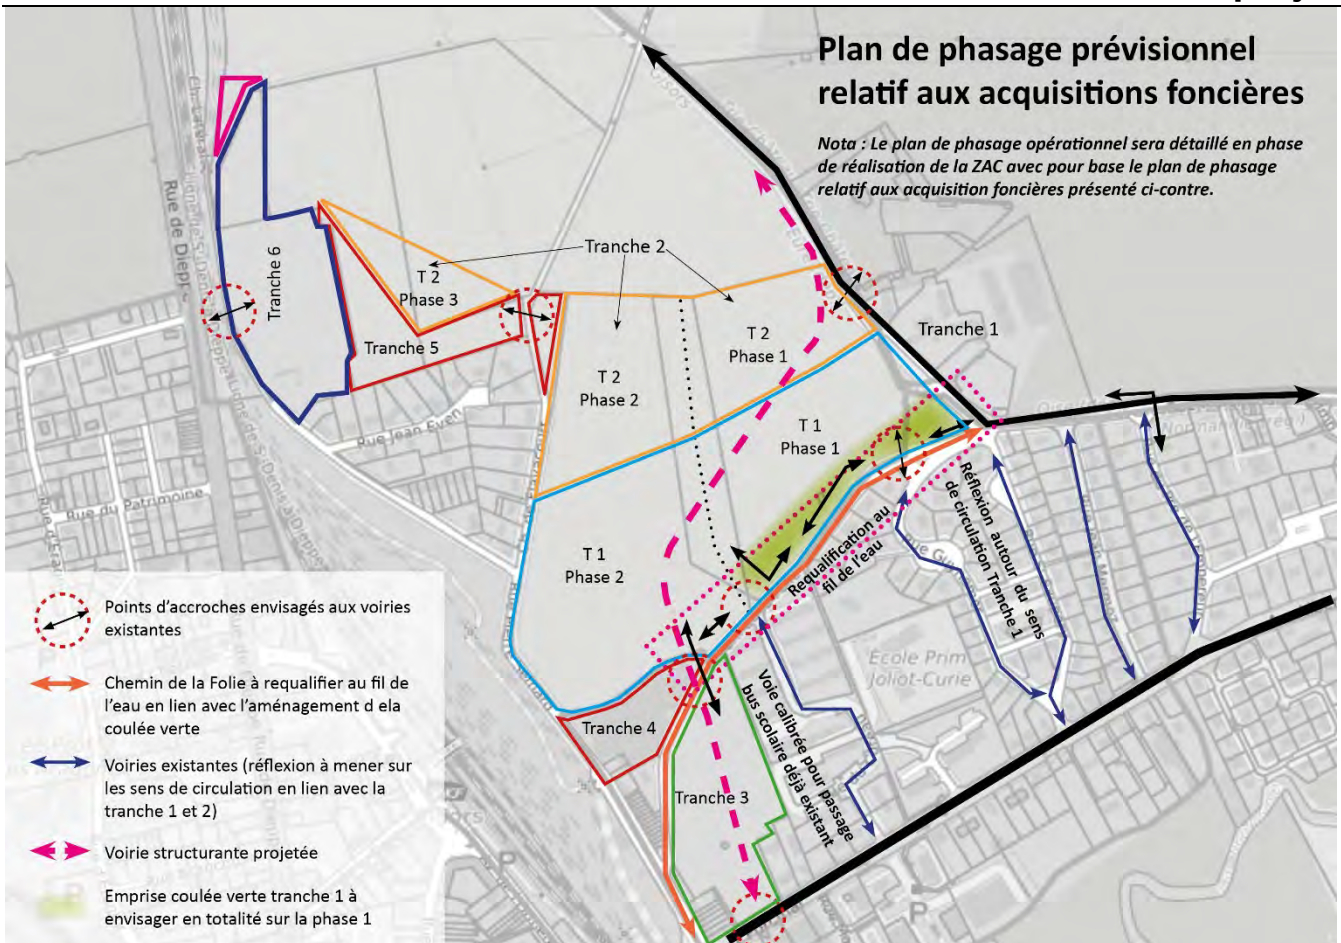 Plan de phasage prévisionnel
relatif aux acquisitions foncières
Nota : Le plan de phasage opérationnel sera détaillé en phase
de réalisation de la ZAC avec pour base le plan de phasage
relatif aux acquisition foncières présenté ci-contre.
Gisors
Rue de Dieppe
Tranche 6
T 2
Phase 3
Tranche 2
Tranche 5
T 2
Phase 2
T 2
Phase 1
Tranche 1
T 1
Phase 1
T 1
Phase 2
Rue Jean Even
Rue du Patrimoine
Requalification au
fil de l'eau
Réflexion autour du sens
de circulation Tranche 1
École Prim
Joliot-Curie
Voie calibrée pour passage
bus scolaire déjà existant
Tranche 4
Tranche 3
Points d'accroches envisagés aux voiries
existantes
Chemin de la Folie à requalifier au fil de
l'eau en lien avec l'aménagement d ela
coulée verte
Voiries existantes (réflexion à mener sur
les sens de circulation en lien avec la
tranche 1 et 2)
Voirie structurante projetée
Emprise coulée verte tranche 1 à
envisager en totalité sur la phase 1
P
P